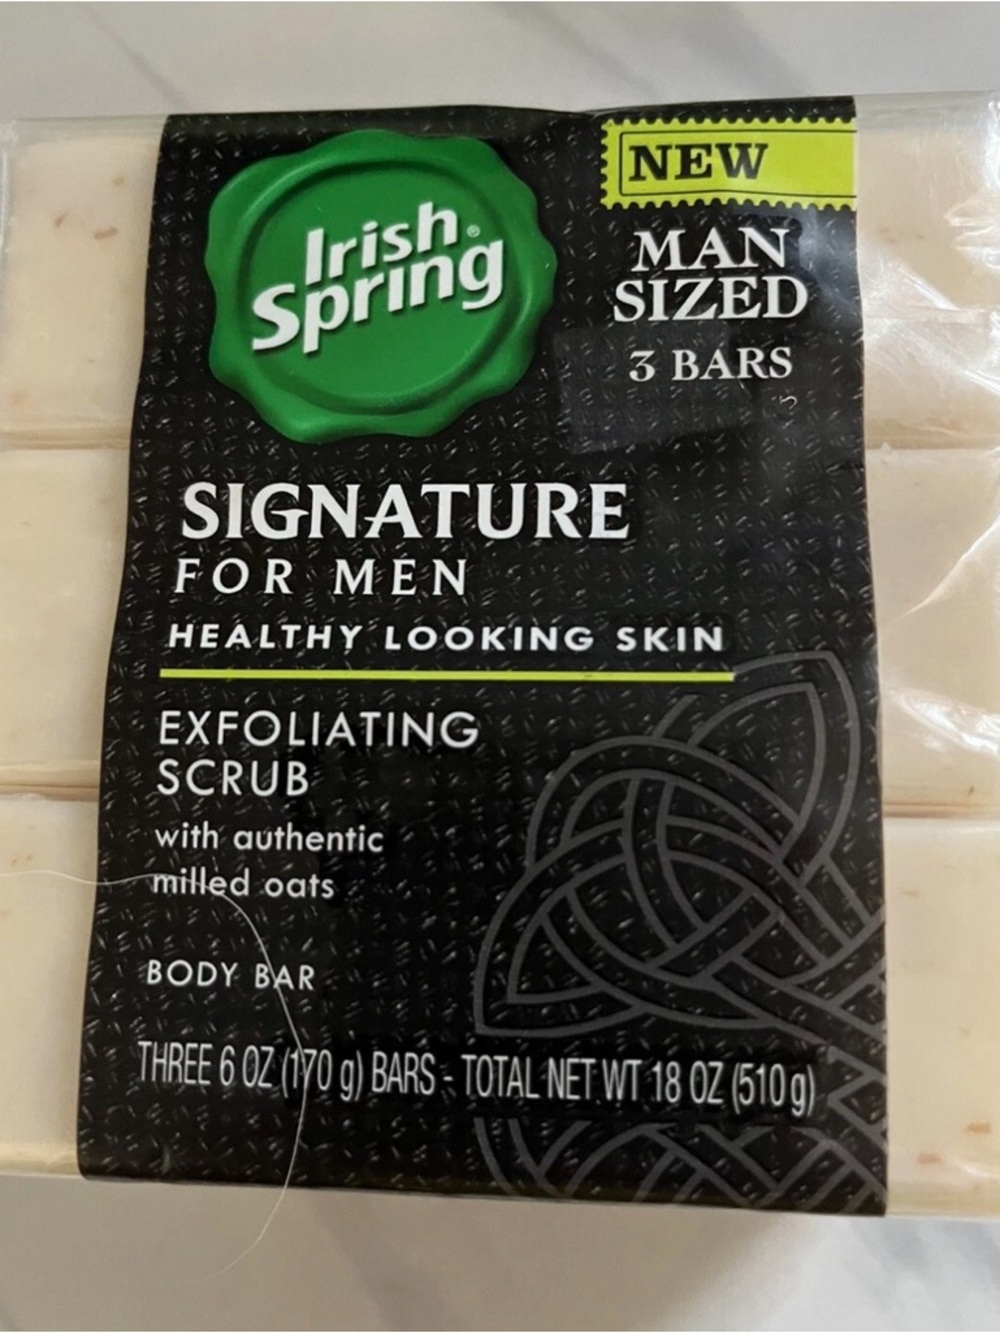 Irish®
Spring
NEW
MAN
SIZED
3 BARS
SIGNATURE
FOR MEN
HEALTHY LOOKING SKIN
EXFOLIATING
SCRUB
with authentic
milled oats
BODY BAR
THREE 6 OZ (170 g) BARS - TOTAL NET WT 18 OZ (510 g)